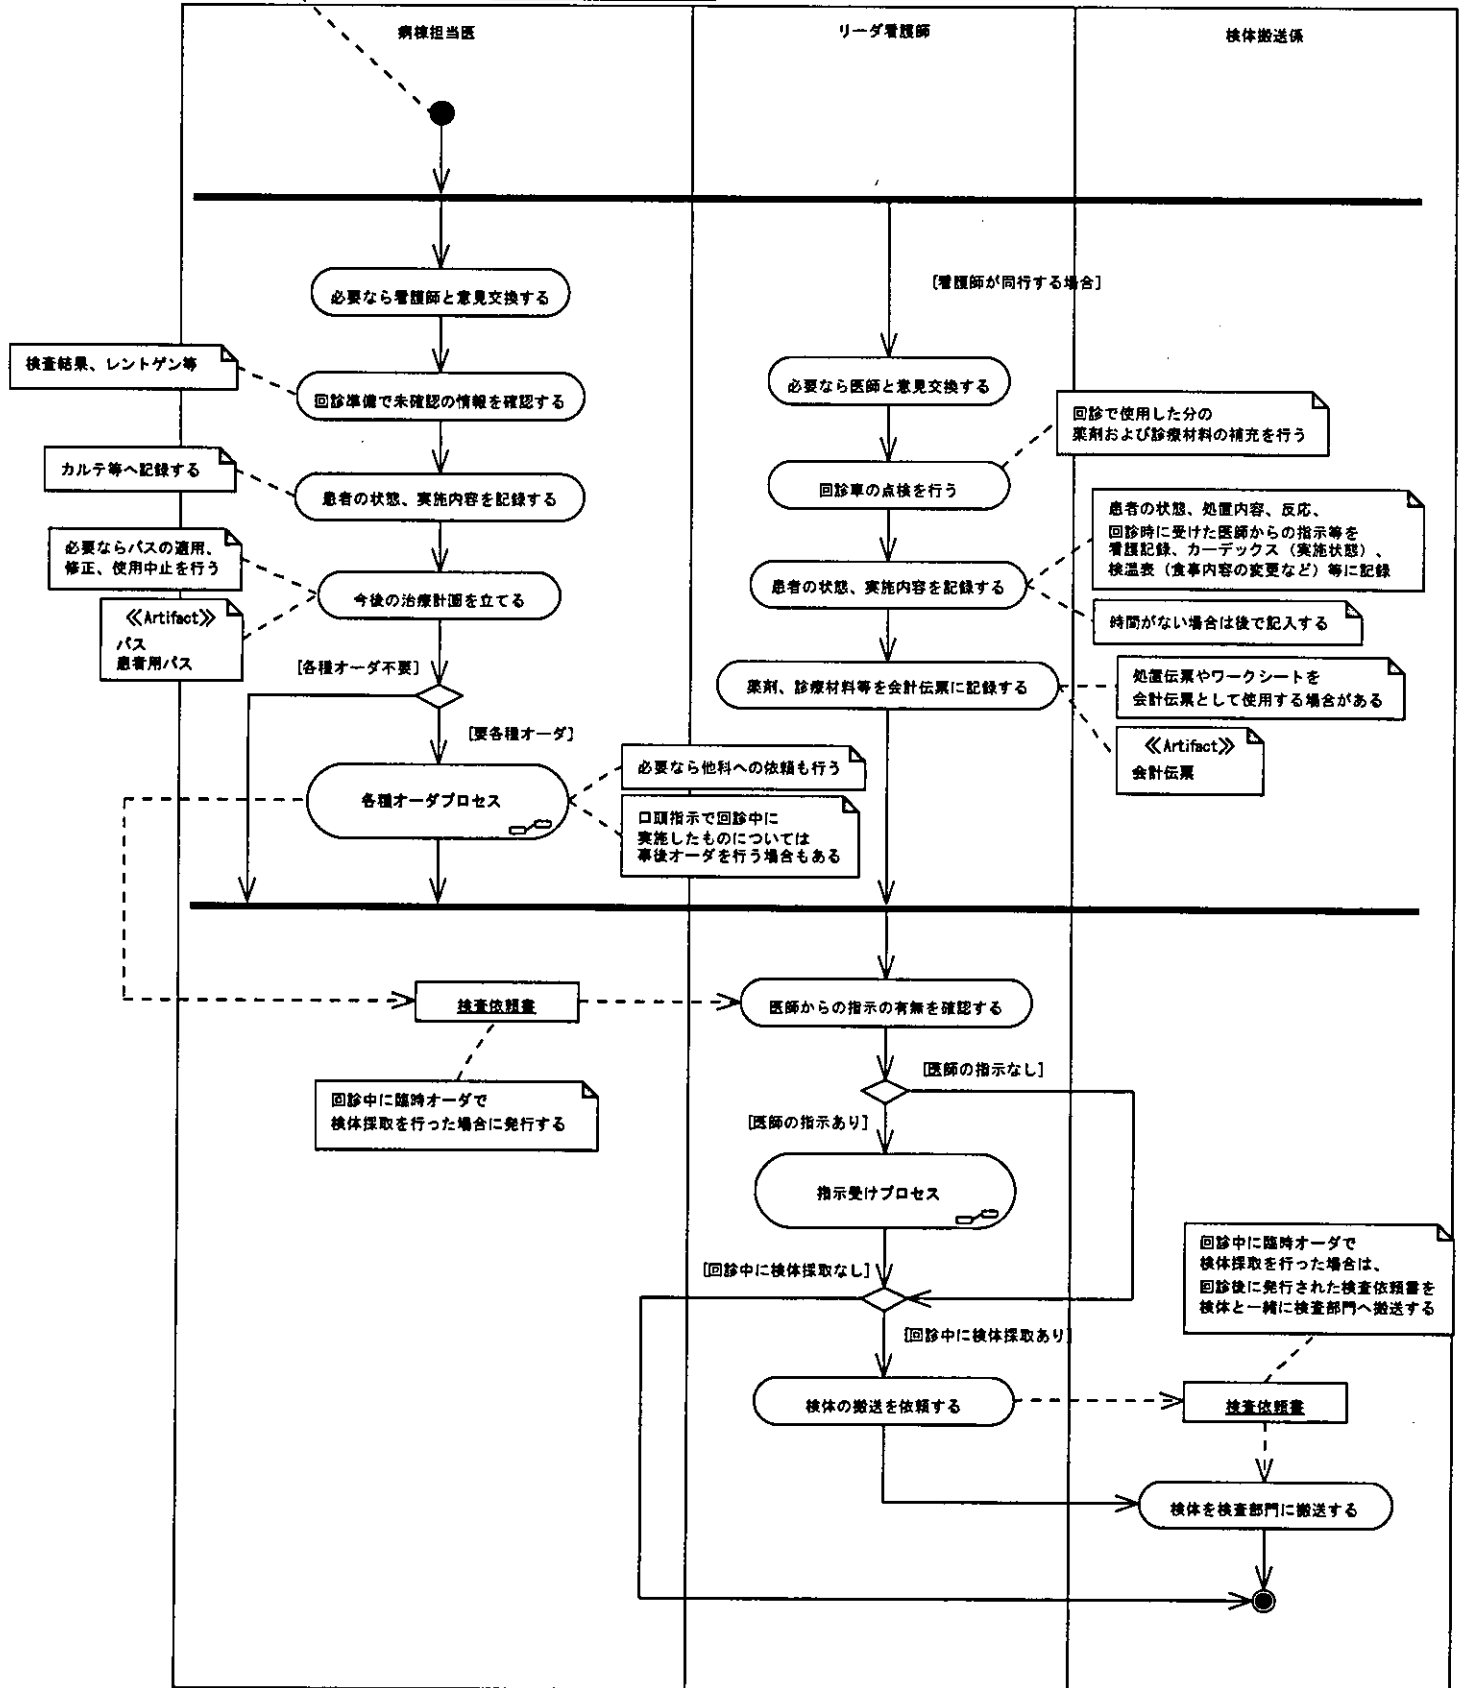 病棟担当医
リーダ看護師
検体搬送係
必要なら看護師と意見交換する
[看護師が同行する場合]
検査結果、レントゲン等
回診準備で未確認の情報を確認する
必要なら医師と意見交換する
回診で使用した分の
薬剤および診療材料の補充を行う
カルテ等へ記録する
患者の状態、実施内容を記録する
回診車の点検を行う
患者の状態、処置内容、反応、
回診時に受けた医師からの指示等を
看護記録、カーデックス（実施状態）、
検温表（食事内容の変更など）等に記録
必要ならパスの適用、
修正、使用中止を行う
今後の治療計画を立てる
患者の状態、実施内容を記録する
時間がない場合は後で記入する
≪Artifact≫
パス
患者用パス
[各種オーダ不要]
薬剤、診療材料等を会計伝票に記録する
処置伝票やワークシートを
会計伝票として使用する場合がある
[要各種オーダ]
≪Artifact≫
会計伝票
各種オーダプロセス
必要なら他科への依頼も行う
口頭指示で回診中に
実施したものについては
事後オーダを行う場合もある
検査依頼書
医師からの指示の有無を確認する
回診中に臨時オーダで
検体採取を行った場合に発行する
[医師の指示なし]
[医師の指示あり]
指示受けプロセス
[回診中に検体採取なし]
回診中に臨時オーダで
検体採取を行った場合は、
回診後に発行された検査依頼書を
検体と一緒に検査部門へ搬送する
[回診中に検体採取あり]
検体の搬送を依頼する
検査依頼書
検体を検査部門に搬送する